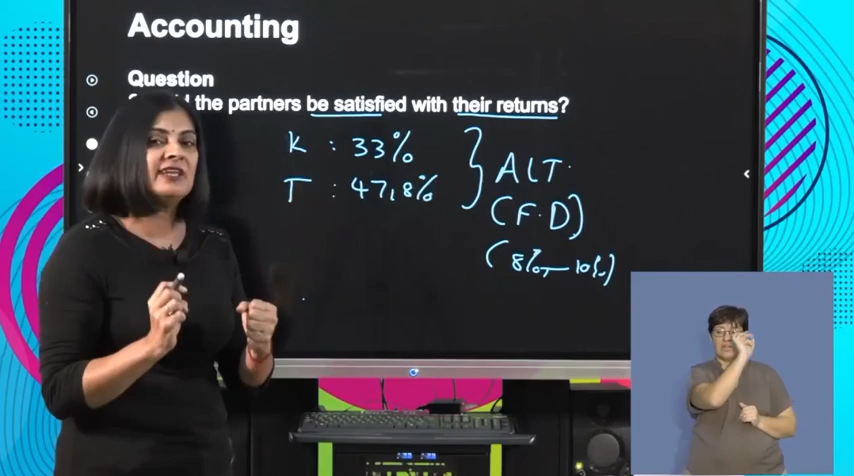 Accounting
Question
the partners be satisfied with their returns?
K : 33%
T : 47,8%
ALT.
(F.D)
(8% – 10%)